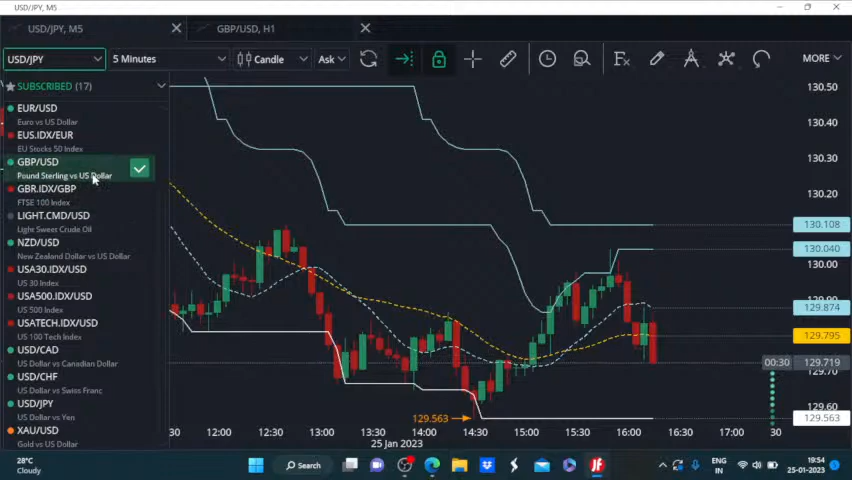 USD/JPY, M5
USD/JPY, M5
GBP/USD, H1
USD/JPY
5 Minutes
Candle
Ask
MORE
SUBSCRIBED (17)
EUR/USD
Euro vs US Dollar
EUS.IDX/EUR
EU Stocks 50 Index
GBP/USD
Pound Sterling vs US Dollar
GBR.IDX/GBP
FTSE 100 Index
LIGHT.CMD/USD
Light Sweet Crude Oil
NZD/USD
New Zealand Dollar vs US Dollar
USA30.IDX/USD
US 30 Index
USA500.IDX/USD
US 500 Index
USATECH.IDX/USD
US 100 Tech Index
USD/CAD
US Dollar vs Canadian Dollar
USD/CHF
US Dollar vs Swiss Franc
USD/JPY
US Dollar vs Yen
XAU/USD
Gold vs US Dollar
130.50
130.40
130.30
130.20
130.108
130.040
130.00
129.874
129.795
00:30 129.719
129.60
129.563
129.563
30 12:00 12:30 13:00 13:30 14:00 14:30 15:00 15:30 16:00 16:30 17:00 30
25 Jan 2023
28°C
Cloudy
Search
JF
ENG
IN
19:54
25-01-2023